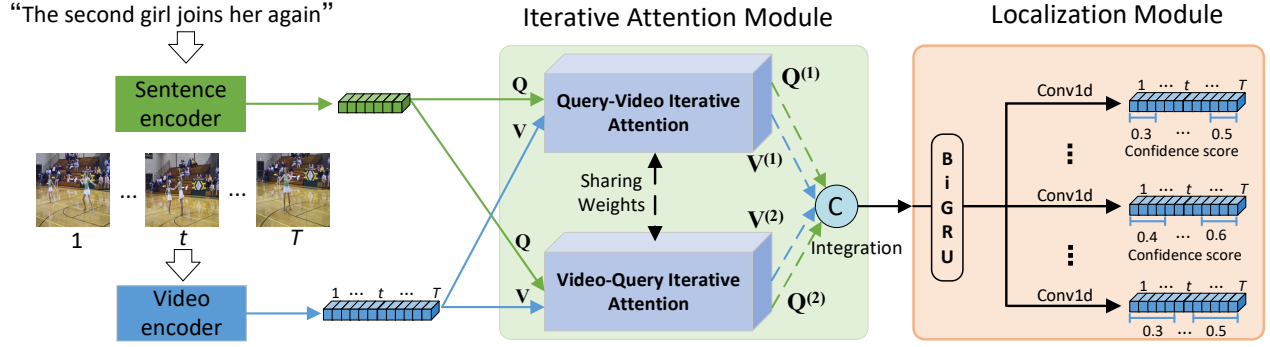 “The second girl joins her again”
Iterative Attention Module
Localization Module
Sentence
encoder
1
...
t
...
T
Video
encoder
1 ... t ... T
Q
V
Query-Video Iterative
Attention
Sharing
Weights
Q
V
Video-Query Iterative
Attention
Q(1)
V(1)
V(2)
Q(2)
C
Integration
B
i
G
R
U
Conv1d
1 ... t ... T
0.3 ... 0.5
Confidence score
Conv1d
1 ... t ... T
0.4 ... 0.6
Confidence score
Conv1d
1 ... t ... T
0.3 ... 0.5